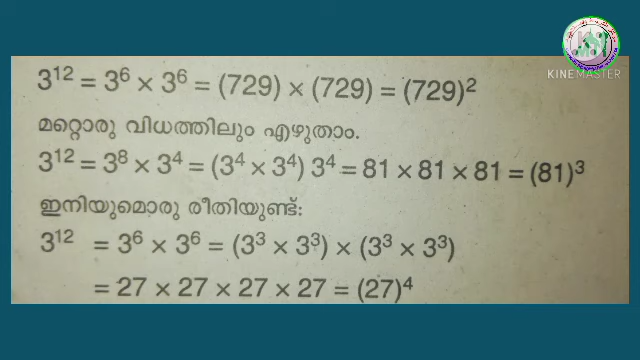 KINEMASTER
3¹² = 3⁶ × 3⁶ = (729) × (729) = (729)²
മറ്റൊരു വിധത്തിലും എഴുതാം.
3¹² = 3⁸ × 3⁴ = (3⁴ × 3⁴) 3⁴ = 81 × 81 × 81 = (81)³
ഇനിയുമൊരു രീതിയുണ്ട്:
3¹² = 3⁶ × 3⁶ = (3³ × 3³) × (3³ × 3³)
= 27 × 27 × 27 × 27 = (27)⁴